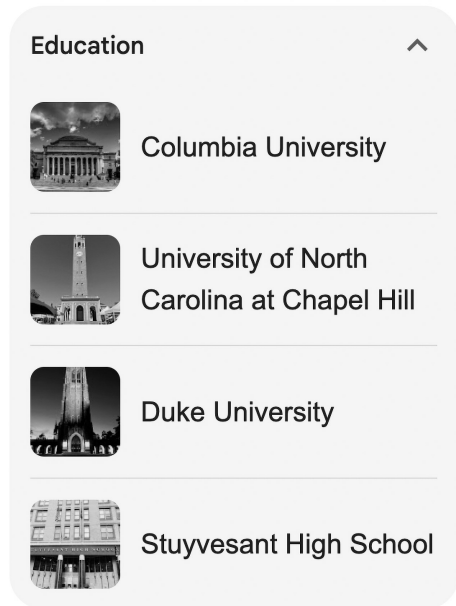 Education
Columbia University
University of North
Carolina at Chapel Hill
Duke University
Stuyvesant High School